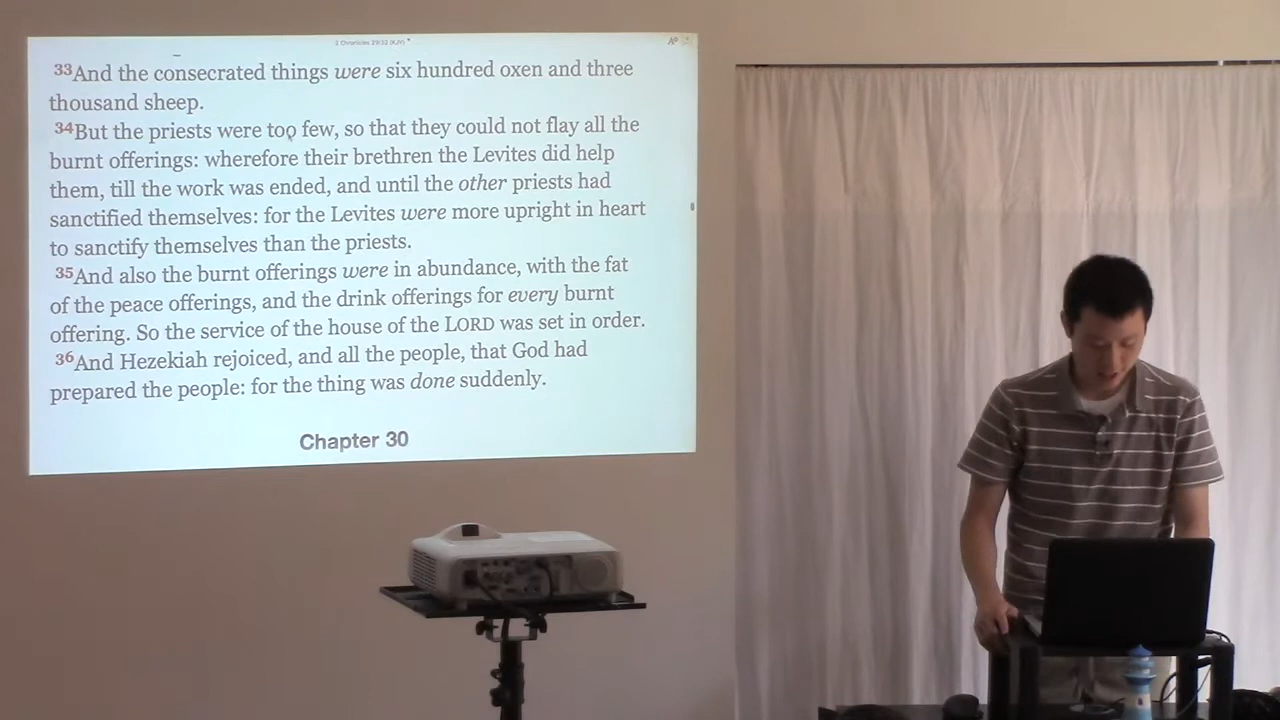 2 Chronicles 29:32 (KJV)
33And the consecrated things were six hundred oxen and three
thousand sheep.
34But the priests were too few, so that they could not flay all the
burnt offerings: wherefore their brethren the Levites did help
them, till the work was ended, and until the other priests had
sanctified themselves: for the Levites were more upright in heart
to sanctify themselves than the priests.
35And also the burnt offerings were in abundance, with the fat
of the peace offerings, and the drink offerings for every burnt
offering. So the service of the house of the LORD was set in order.
36And Hezekiah rejoiced, and all the people, that God had
prepared the people: for the thing was done suddenly.
Chapter 30